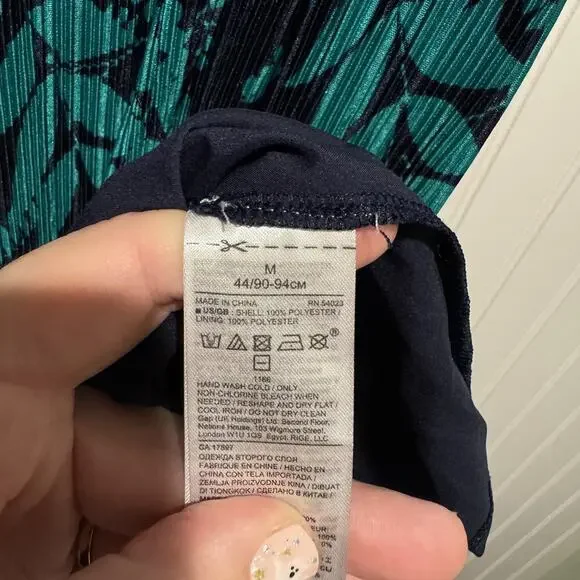 M
44/90-94CM
MADE IN CHINA RN 54023
US/GB : SHELL: 100% POLYESTER /
LINING: 100% POLYESTER
1166
HAND WASH COLD / ONLY
NON-CHLORINE BLEACH WHEN
NEEDED / RESHAPE AND DRY FLAT /
COOL IRON / DO NOT DRY CLEAN
Gap (UK Holdings) Ltd. Second Floor,
Nations House, 103 Wigmore Street,
London W1U 1QS. Egypt, RIGE, LLC
CA 17897
ОДЕЖДА ВТОРОГО СЛОЯ
FABRIQUÉ EN CHINE / HECHO EN
CHINA CON TELA IMPORTADA /
ZEMLJA PROIZVODNJE KINA / DIBUAT
DI TIONGKOK / СДЕЛАНО В КИТАЕ /
EUR:
100%
0%